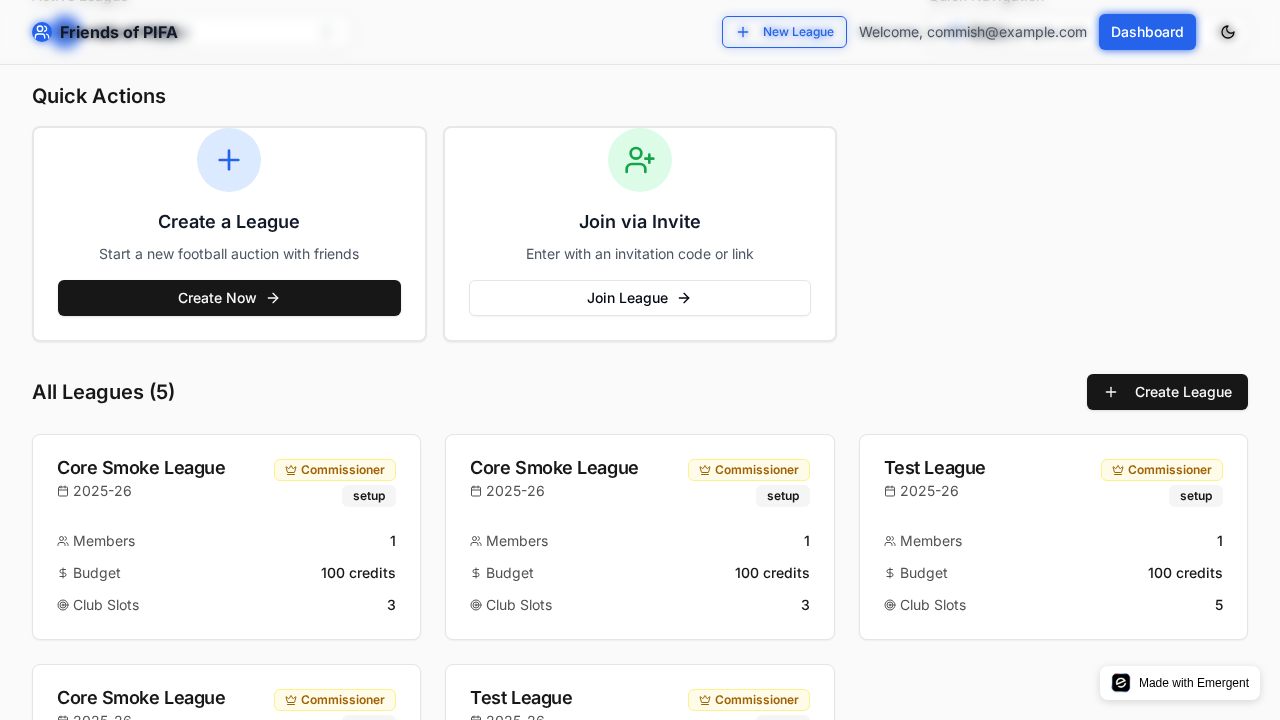 Friends of PIFA
New League
Welcome, commish@example.com
Dashboard
Quick Actions
Create a League
Start a new football auction with friends
Create Now
Join via Invite
Enter with an invitation code or link
Join League
All Leagues (5)
Create League
Core Smoke League
Commissioner
2025-26
setup
Members 1
Budget 100 credits
Club Slots 3
Core Smoke League
Commissioner
2025-26
setup
Members 1
Budget 100 credits
Club Slots 3
Test League
Commissioner
2025-26
setup
Members 1
Budget 100 credits
Club Slots 5
Core Smoke League
Commissioner
2025-26
Test League
Commissioner
2025-26
Made with Emergent